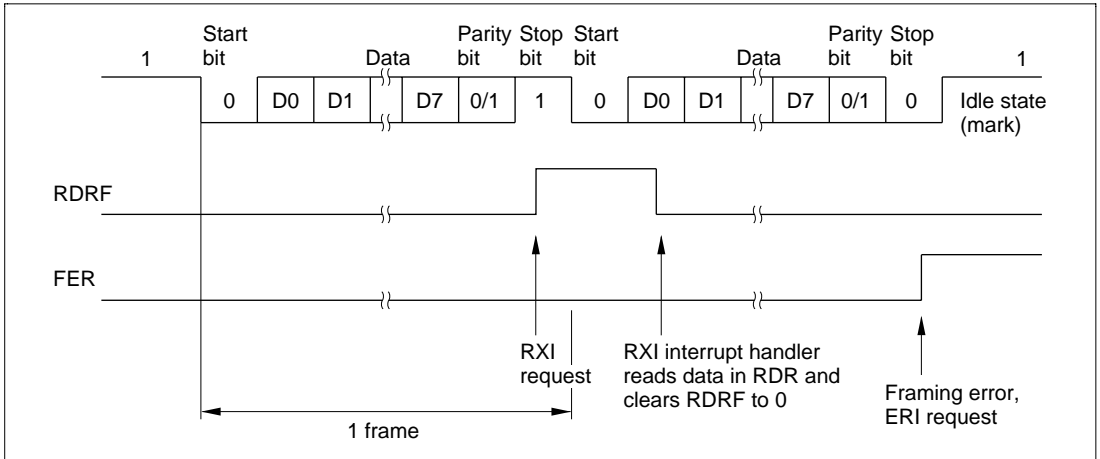 Start bit
Data
Parity bit
Stop bit
Start bit
Data
Parity bit
Stop bit
1
1
0 D0 D1 D7 0/1 1 0 D0 D1 D7 0/1 0
Idle state
(mark)
RDRF
FER
RXI
request
RXI interrupt handler
reads data in RDR and
clears RDRF to 0
Framing error,
ERI request
1 frame